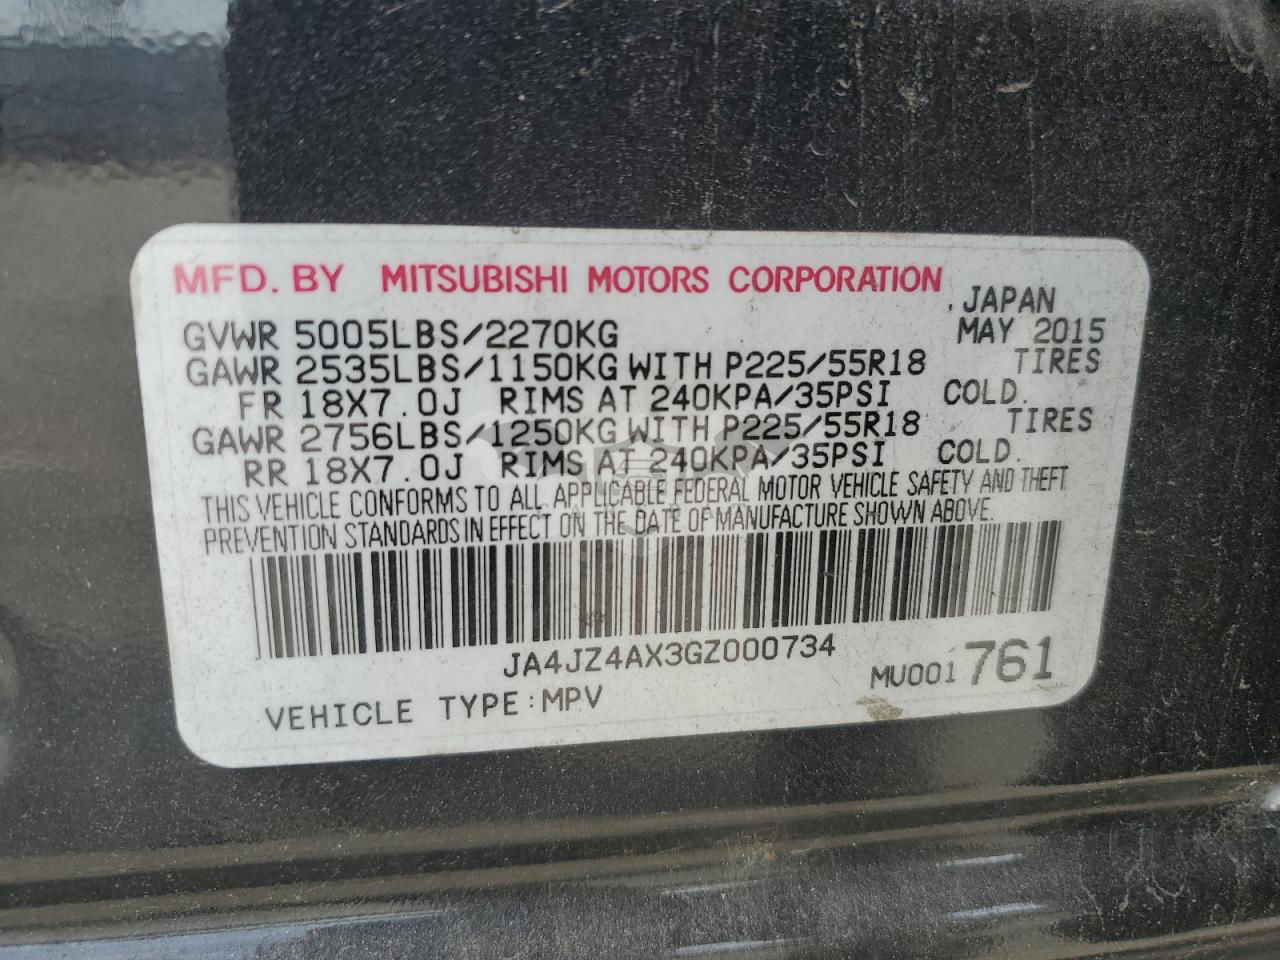 MFD. BY MITSUBISHI MOTORS CORPORATION
. JAPAN
GVWR 5005LBS/2270KG MAY 2015
GAWR 2535LBS/1150KG WITH P225/55R18 TIRES
FR 18X7.0J RIMS AT 240KPA/35PSI COLD.
GAWR 2756LBS/1250KG WITH P225/55R18 TIRES
RR 18X7.0J RIMS AT 240KPA/35PSI COLD.
THIS VEHICLE CONFORMS TO ALL APPLICABLE FEDERAL MOTOR VEHICLE SAFETY AND THEFT
PREVENTION STANDARDS IN EFFECT ON THE DATE OF MANUFACTURE SHOWN ABOVE.
JA4JZ4AX3GZ000734
MU001761
VEHICLE TYPE:MPV